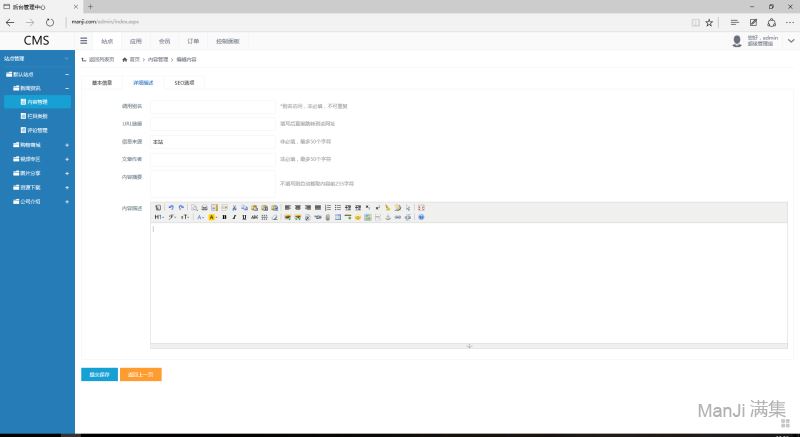 后台管理中心
manji.com/admin/index.aspx
CMS
站点
应用
会员
订单
控制面板
您好，admin
超级管理组
站点管理
默认站点
新闻资讯
内容管理
栏目类别
评论管理
购物商城
视频专区
图片分享
资源下载
公司介绍
返回列表页
首页 > 内容管理 > 编辑内容
基本信息
详细描述
SEO选项
调用别名
*别名访问，非必填，不可重复
URL链接
填写后直接跳转到该网址
信息来源
本站
非必填，最多50个字符
文章作者
非必填，最多50个字符
内容摘要
不填写则自动截取内容前255字符
内容描述
提交保存
返回上一页
ManJi 满集